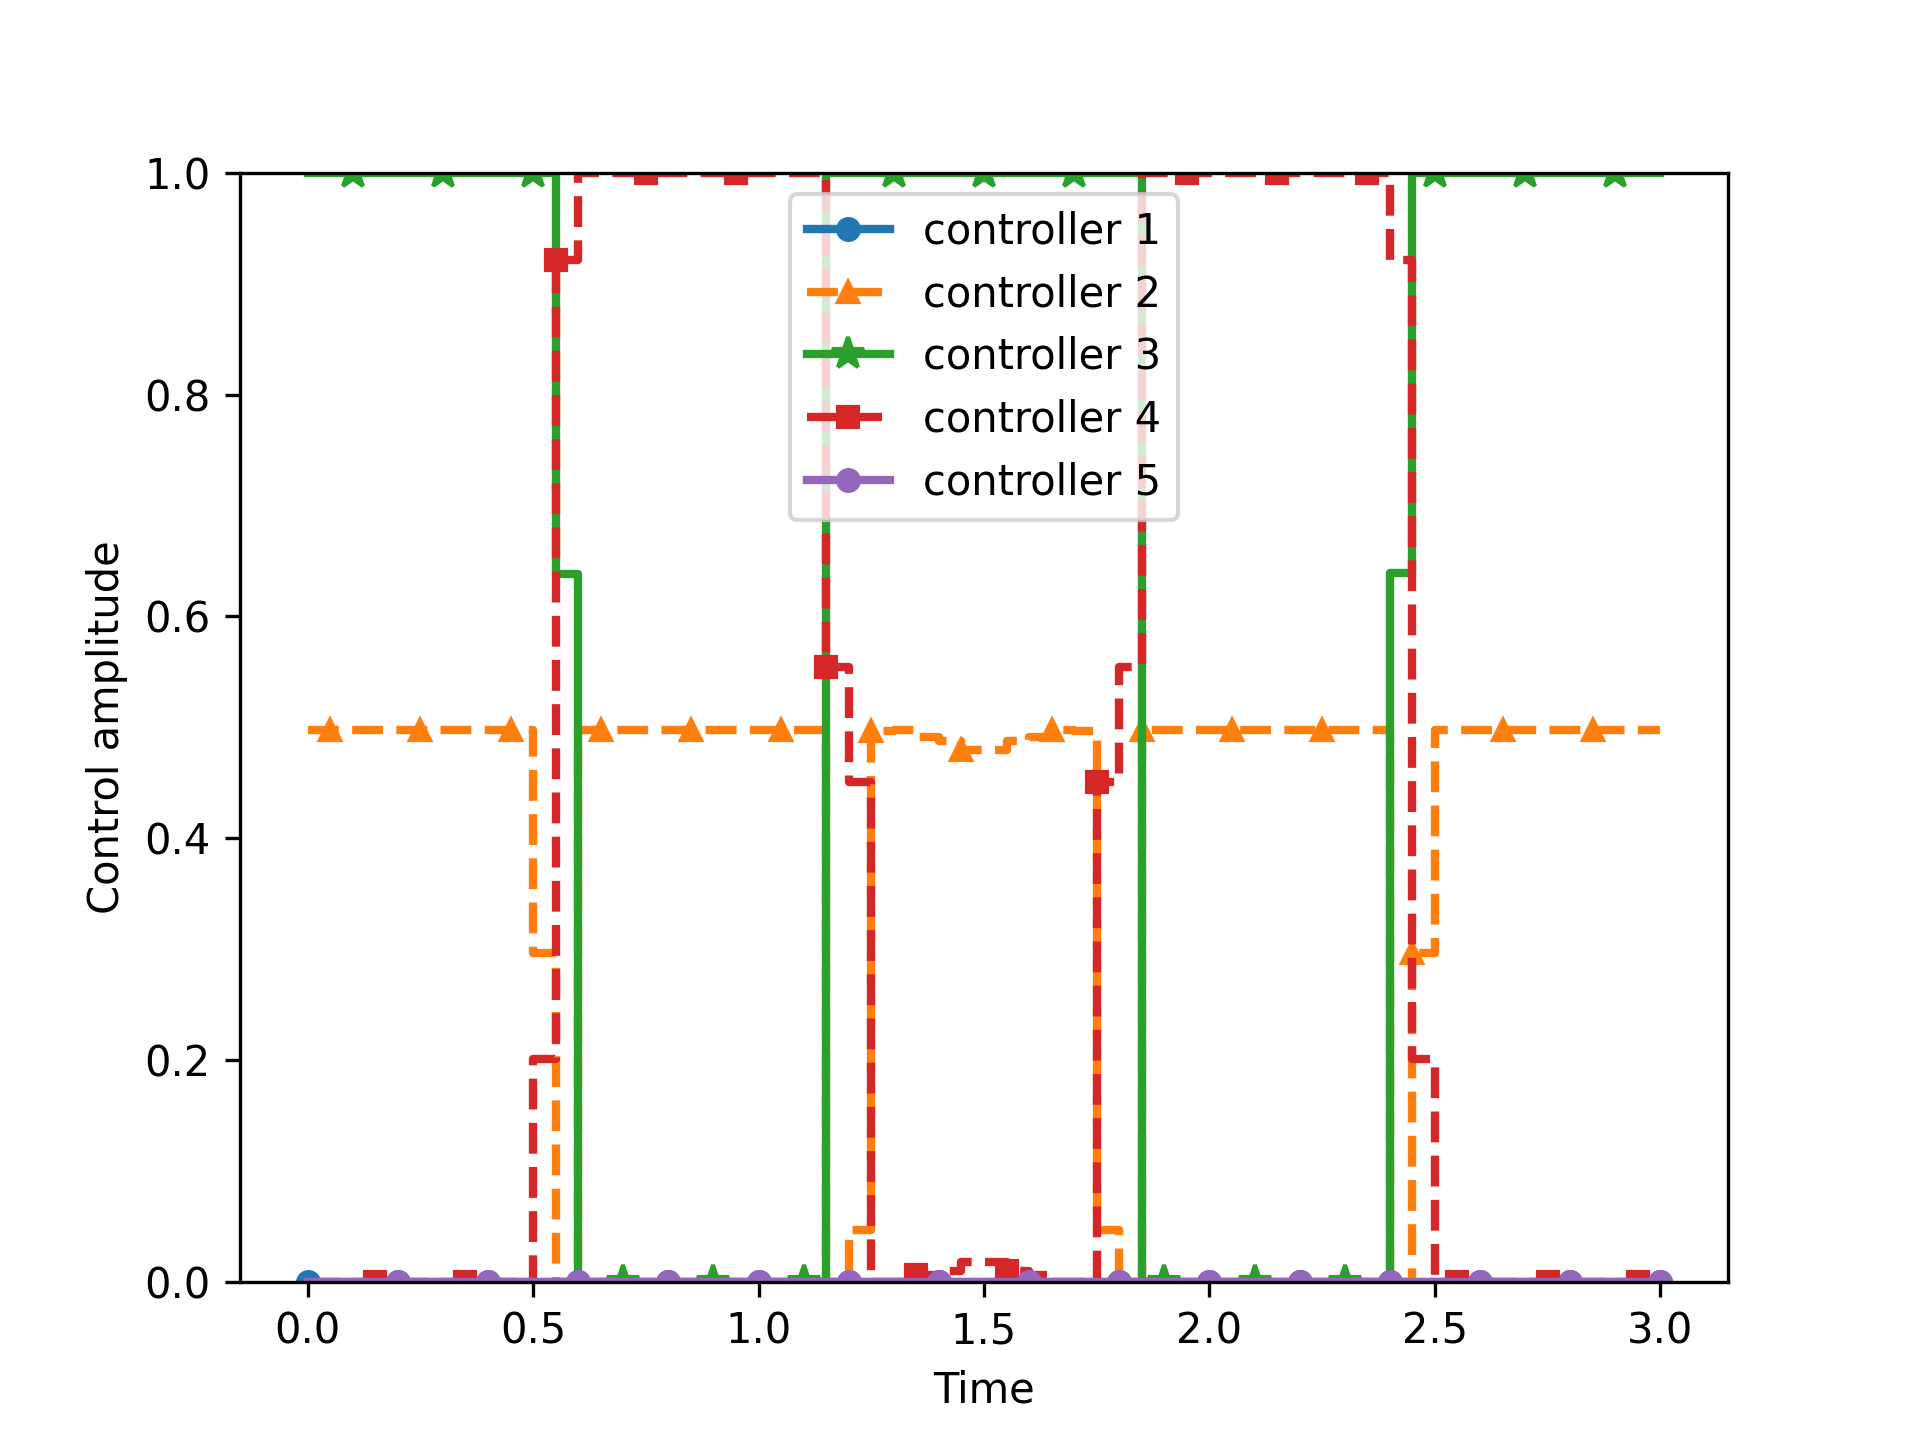 1.0
0.8
0.6
0.4
0.2
0.0
Control amplitude
controller 1
controller 2
controller 3
controller 4
controller 5
0.0 0.5 1.0 1.5 2.0 2.5 3.0
Time